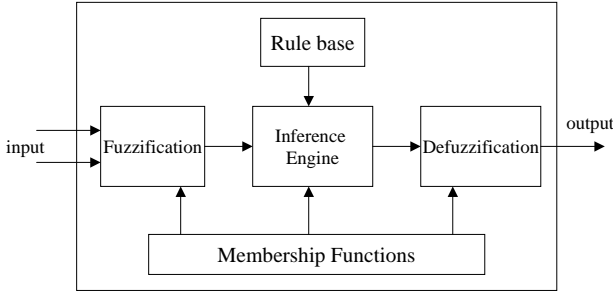 Rule base
input
Fuzzification
Inference
Engine
Defuzzification
output
Membership Functions